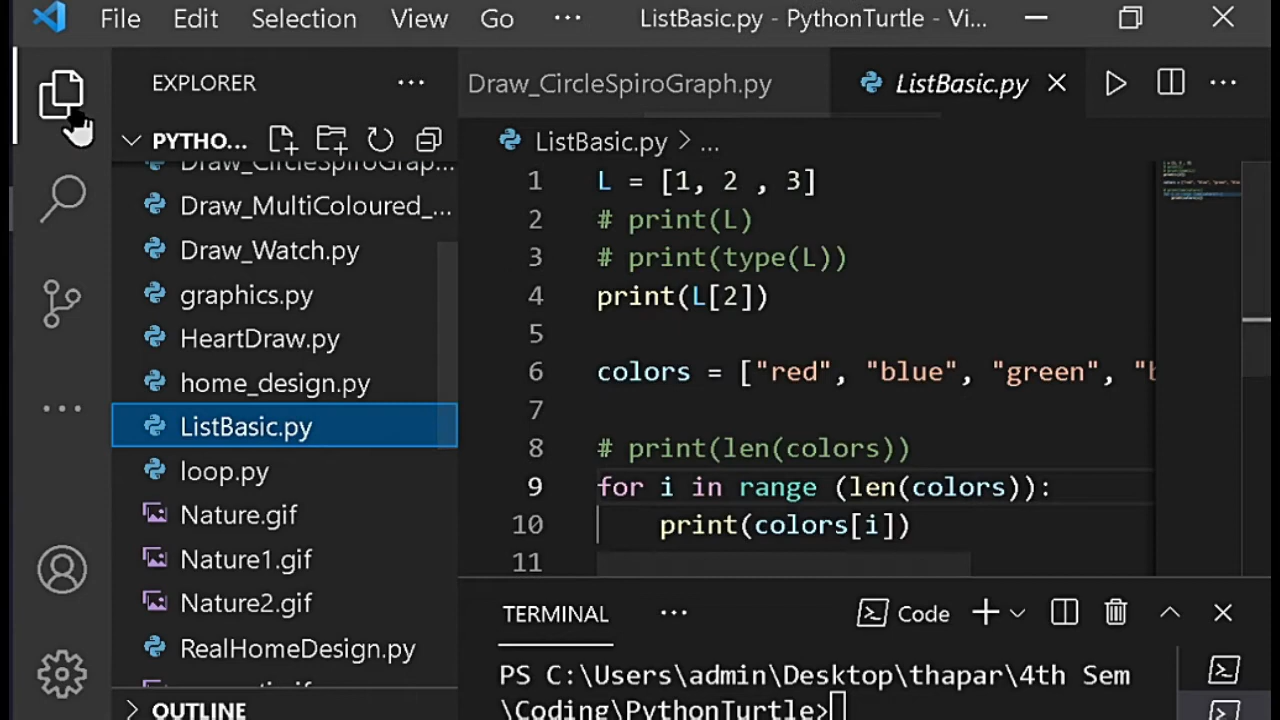 File Edit Selection View Go ... ListBasic.py - PythonTurtle - Vi...
EXPLORER ...
Draw_CircleSpiroGraph.py ListBasic.py
PYTHO...
ListBasic.py > ...
Draw_CircleSpiroGrap...
Draw_MultiColoured_...
Draw_Watch.py
graphics.py
HeartDraw.py
home_design.py
ListBasic.py
loop.py
Nature.gif
Nature1.gif
Nature2.gif
RealHomeDesign.py
OUTLINE
1 L = [1, 2 , 3]
2 # print(L)
3 # print(type(L))
4 print(L[2])
5
6 colors = ["red", "blue", "green", "b
7
8 # print(len(colors))
9 for i in range (len(colors)):
10 print(colors[i])
11
TERMINAL ... Code
PS C:\Users\admin\Desktop\thapar\4th Sem
\Coding\PythonTurtle>